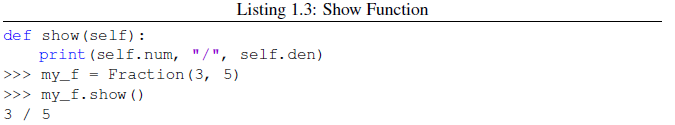 Listing 1.3: Show Function
def show(self):
    print(self.num, "/", self.den)
>>> my_f = Fraction(3, 5)
>>> my_f.show()
3 / 5